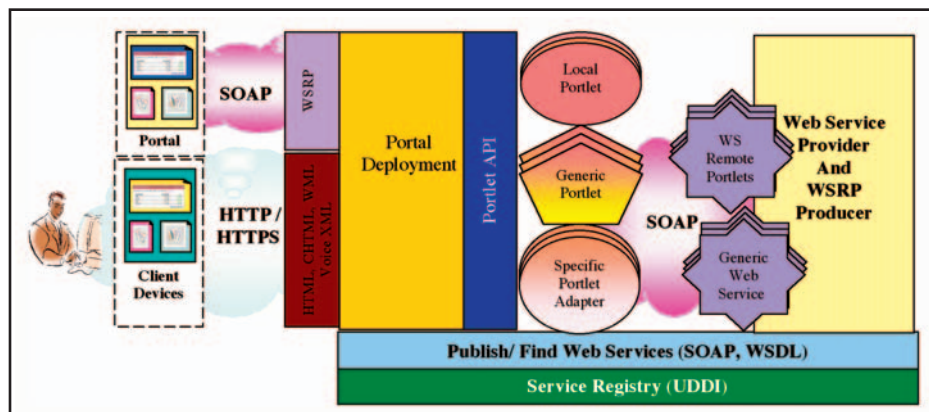 Portal
SOAP
WSRP
Client
Devices
HTTP /
HTTPS
HTML, CHTML, WML
Voice XML
Portal
Deployment
Portlet API
Local
Portlet
Generic
Portlet
Specific
Portlet
Adapter
SOAP
WS
Remote
Portlets
Generic
Web
Service
Web Service
Provider
And
WSRP
Producer
Publish/ Find Web Services (SOAP, WSDL)
Service Registry (UDDI)